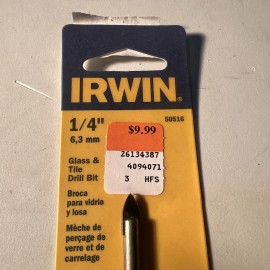 IRWIN
1/4"
50516
6,3 mm
$9.99
26134387
4094071
3 HFS
Glass &
Tile
Drill Bit
Broca
para vidrio
y losa
Mèche de
perçage de
verre et de
carrelage